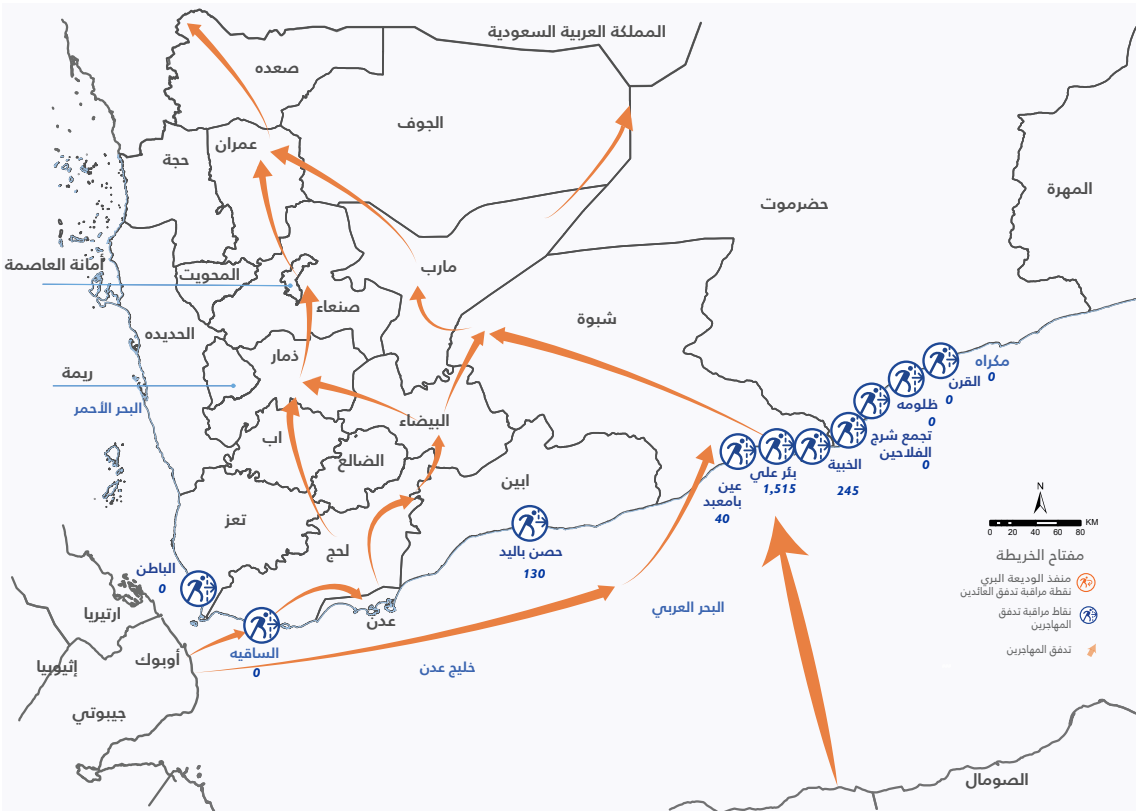 المملكة العربية السعودية
صعده
الجوف
عمران
حجة
المهرة
حضرموت
أمانة العاصمة
المحويت
مارب
صنعاء
شبوة
الحديده
ذمار
ريمة
البحر الأحمر
البيضاء
اب
الضالع
ابين
تعز
لحج
عدن
مكراه
0
القرن
0
ظلومه
0
تجمع شرج
الفلاحين
0
الخبية
245
بئر علي
1,515
عين
بامعبد
40
حصن باليد
130
الباطن
0
الساقيه
0
ارتيريا
أوبوك
إثيوبيا
جيبوتي
خليج عدن
البحر العربي
الصومال
N
KM
0 20 40 60 80
مفتاح الخريطة
منفذ الوديعة البري
نقطة مراقبة تدفق العائدين
نقاط مراقبة تدفق
المهاجرين
تدفق المهاجرين